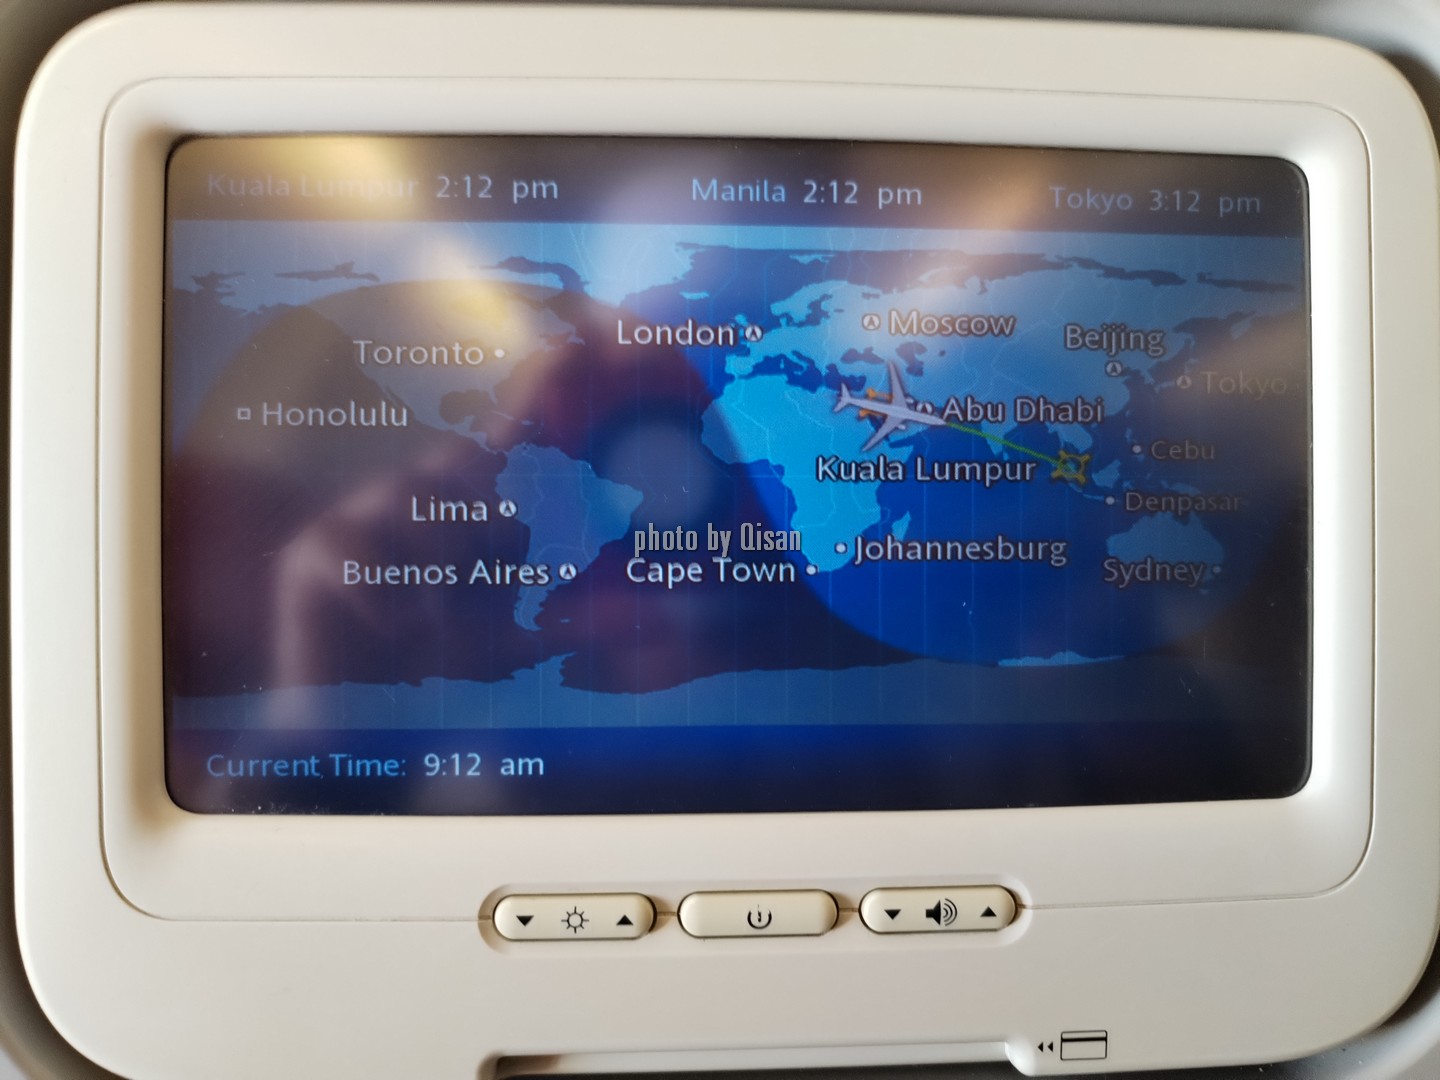 Kuala Lumpur 2:12 pm
Manila 2:12 pm
Tokyo 3:12 pm
London
Moscow
Beijing
Toronto
Tokyo
Honolulu
Abu Dhabi
Cebu
Kuala Lumpur
Denpasar
Lima
photo by Qisan
Johannesburg
Buenos Aires
Cape Town
Sydney
Current Time: 9:12 am